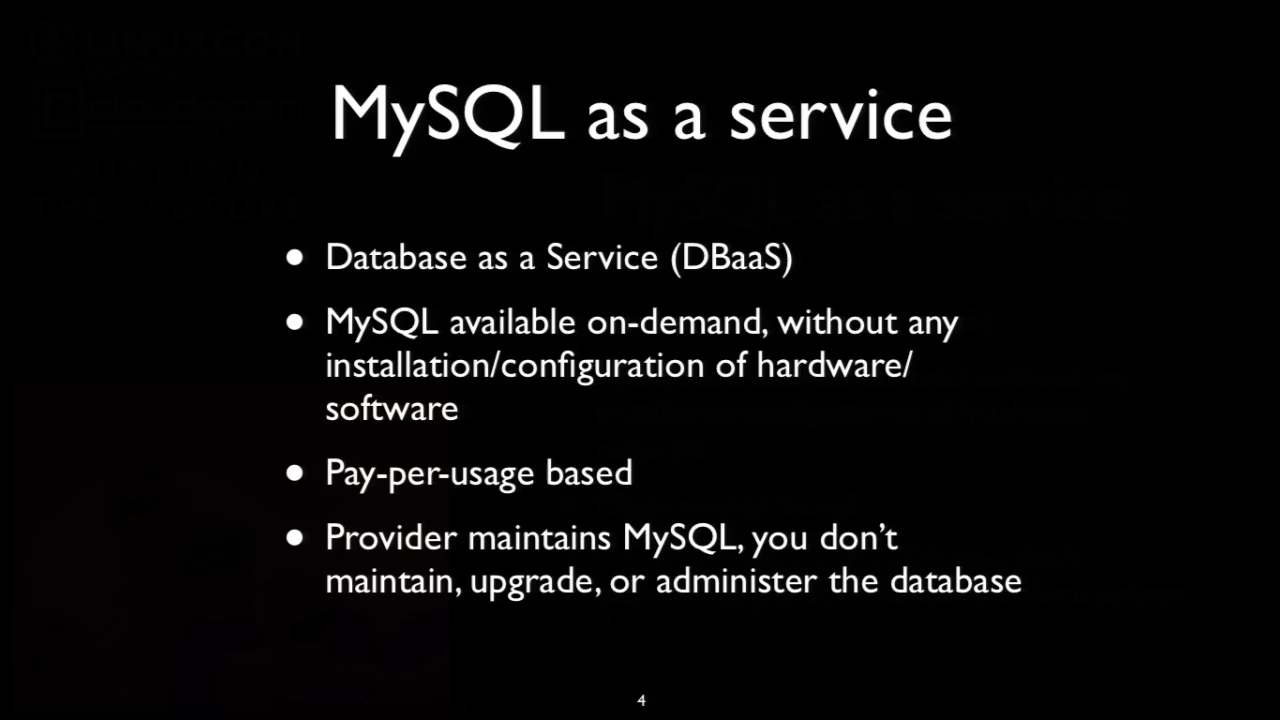 MySQL as a service
• Database as a Service (DBaaS)
• MySQL available on-demand, without any
installation/configuration of hardware/
software
• Pay-per-usage based
• Provider maintains MySQL, you don’t
maintain, upgrade, or administer the database
4